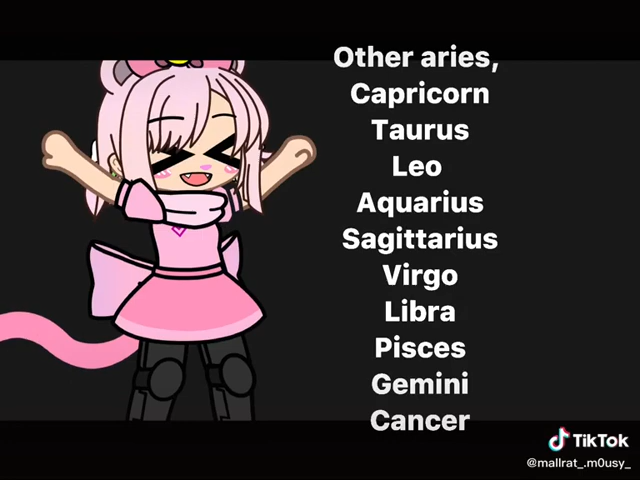 Other aries,
Capricorn
Taurus
Leo
Aquarius
Sagittarius
Virgo
Libra
Pisces
Gemini
Cancer
TikTok
@mallrat_.m0usy_